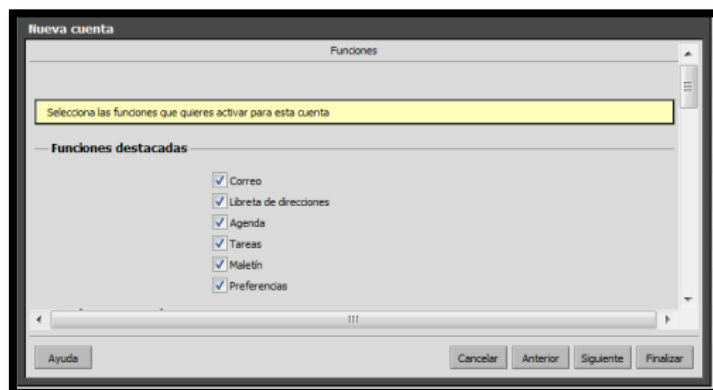 Nueva cuenta
Funciones
Selecciona las funciones que quieres activar para esta cuenta
Funciones destacadas
Correo
Libreta de direcciones
Agenda
Tareas
Maletín
Preferencias
Ayuda Cancelar Anterior Siguiente Finalizar